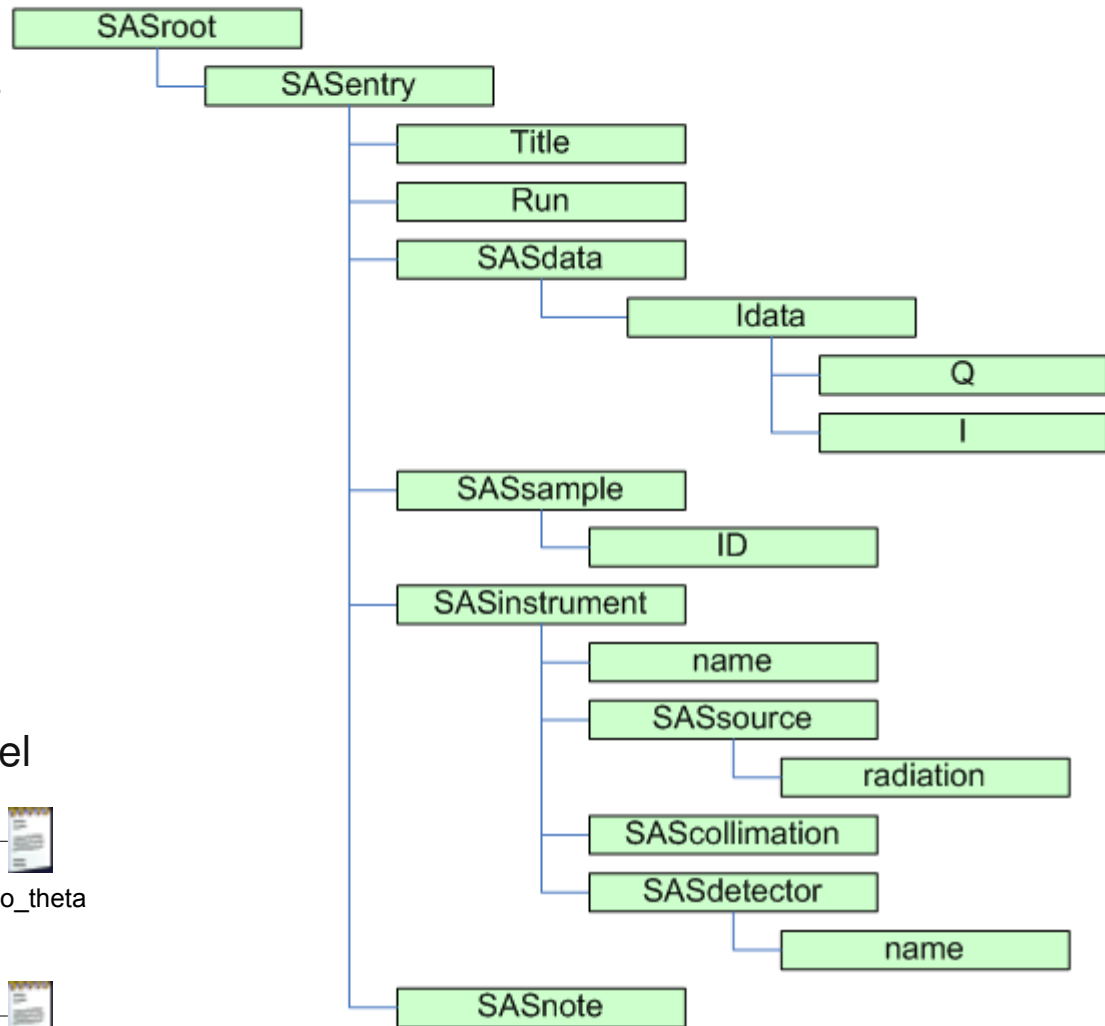 SASroot
SASentry
Title
Run
SASdata
Idata
Q
I
SASsample
ID
SASinstrument
name
SASsource
radiation
SAScollimation
SASdetector
name
SASnote
el
o_theta